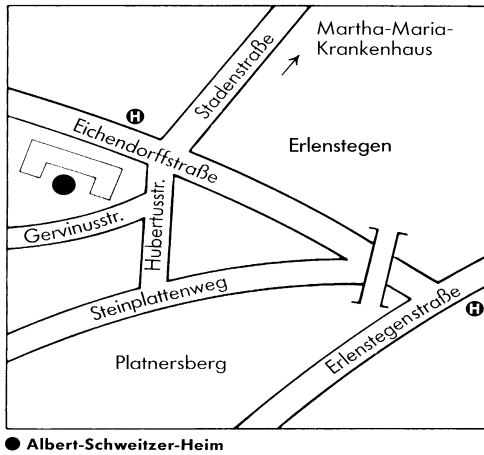 Martha-Maria-
Krankenhaus
Stadenstraße
H
Eichendorffstraße
Erlenstegen
Gervinusstr.
Hubertusstr.
Steinplattenweg
Erlenstegenstraße
H
Platnersberg
Albert-Schweitzer-Heim